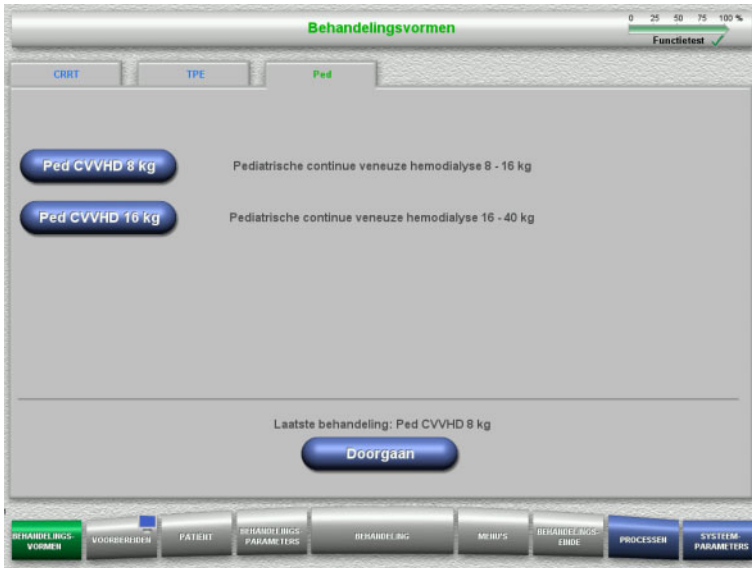 Behandelingsvormen
0 25 50 75 100 %
Functietest
CRRT TPE Ped
Ped CVVHD 8 kg Pediatrische continue veneuze hemodialyse 8 - 16 kg
Ped CVVHD 16 kg Pediatrische continue veneuze hemodialyse 16 - 40 kg
Laatste behandeling: Ped CVVHD 8 kg
Doorgaan
BEHANDELINGS-
VORMEN
VOORBEREIDEN
PATIËNT
BEHANDELINGS-
PARAMETERS
BEHANDELING
MENU'S
BEHANDELINGS-
EINDE
PROCESSEN
SYSTEEM-
PARAMETERS